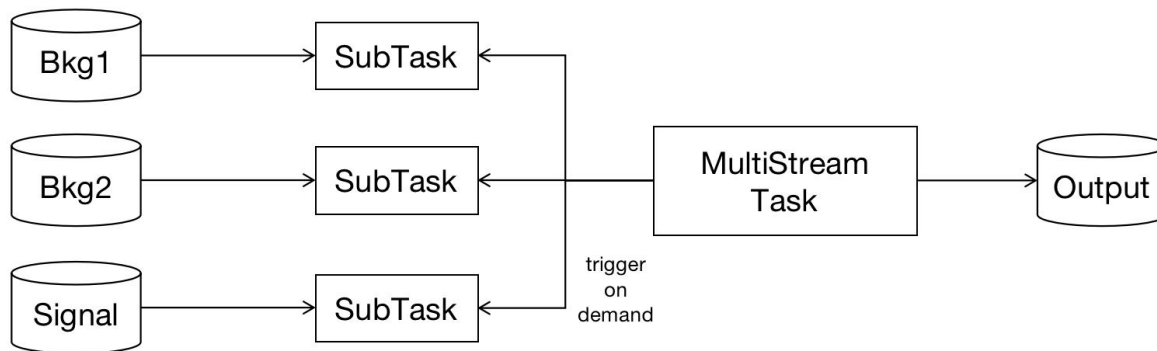 Bkg1
SubTask
Bkg2
SubTask
MultiStream
Task
Output
Signal
SubTask
trigger
on
demand